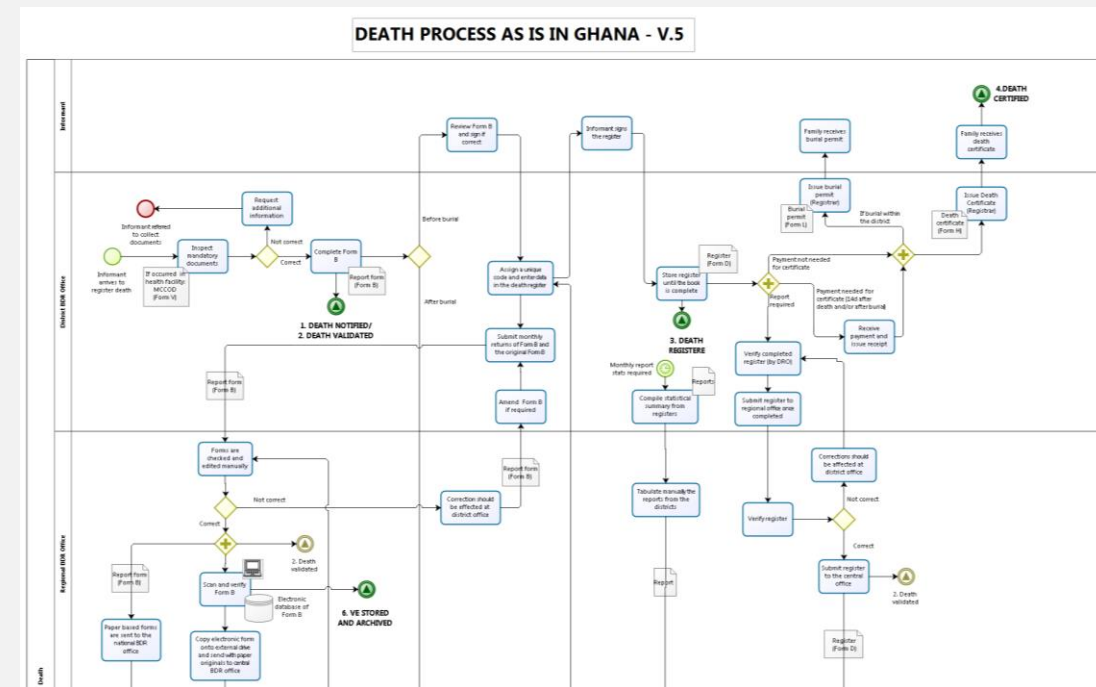 DEATH PROCESS AS IS IN GHANA - V.5
Informant
Review Form B
and sign if
correct
Informant signs
the register
Family receives
burial permit
4.DEATH
CERTIFIED
Family receives
death
certificate
District BDR Office
Informant referred
to collect
documents
Request
additional
information
Informant
arrives to
register death
Inspect
mandatory
documents
If occurred in
health facility:
MCCOD
(Form V)
Not correct
Correct
Complete Form
B
Report form
(Form B)
1. DEATH NOTIFIED/
2. DEATH VALIDATED
Before burial
After burial
Assign a unique
code and enter data
in the death register
Submit monthly
returns of Form B and
the original Form B
Amend Form B
if required
Report form
(Form B)
Store register
until the book
is complete
Register
(Form D)
3. DEATH
REGISTERE
Monthly report
stats required
Reports
Compile statistical
summary from
registers
Payment not needed
for certificate
Report
required
Payment needed for
certificate (14d after
death and/or after burial)
Receive
payment and
issue receipt
Issue burial
permit
(Registrar)
Burial
permit
(Form L)
If burial within
the district
Issue Death
Certificate
(Registrar)
Death
certificate
(Form H)
Verify completed
register (by DRO)
Submit register to
regional office area
completed
Regional BDR Office
Forms are
checked and
edited manually
Not correct
Correct
Correction should
be effected at
district office
Report form
(Form B)
2. Death
validated
Report form
(Form B)
Scan and verify
Form B
Electronic
database of
Form B
6. VE STORED
AND ARCHIVED
Paper based forms
are sent to the
national BDR
office
Copy electronic form
onto external drive
and send with paper
originals to central
BDR office
Tabulate manually the
reports from the
districts
Report
Verify register
Corrections should
be affected at
district office
Not correct
Correct
Submit register
to the central
office
2. Death
validated
Register
(Form D)
Death